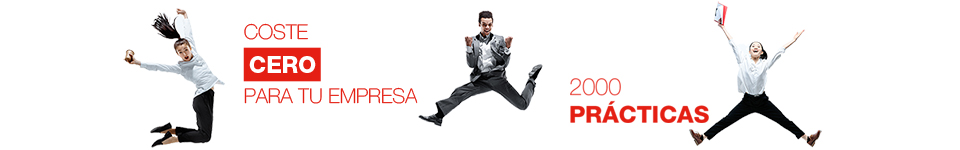 COSTE
CERO
PARA TU EMPRESA
2000
PRÁCTICAS